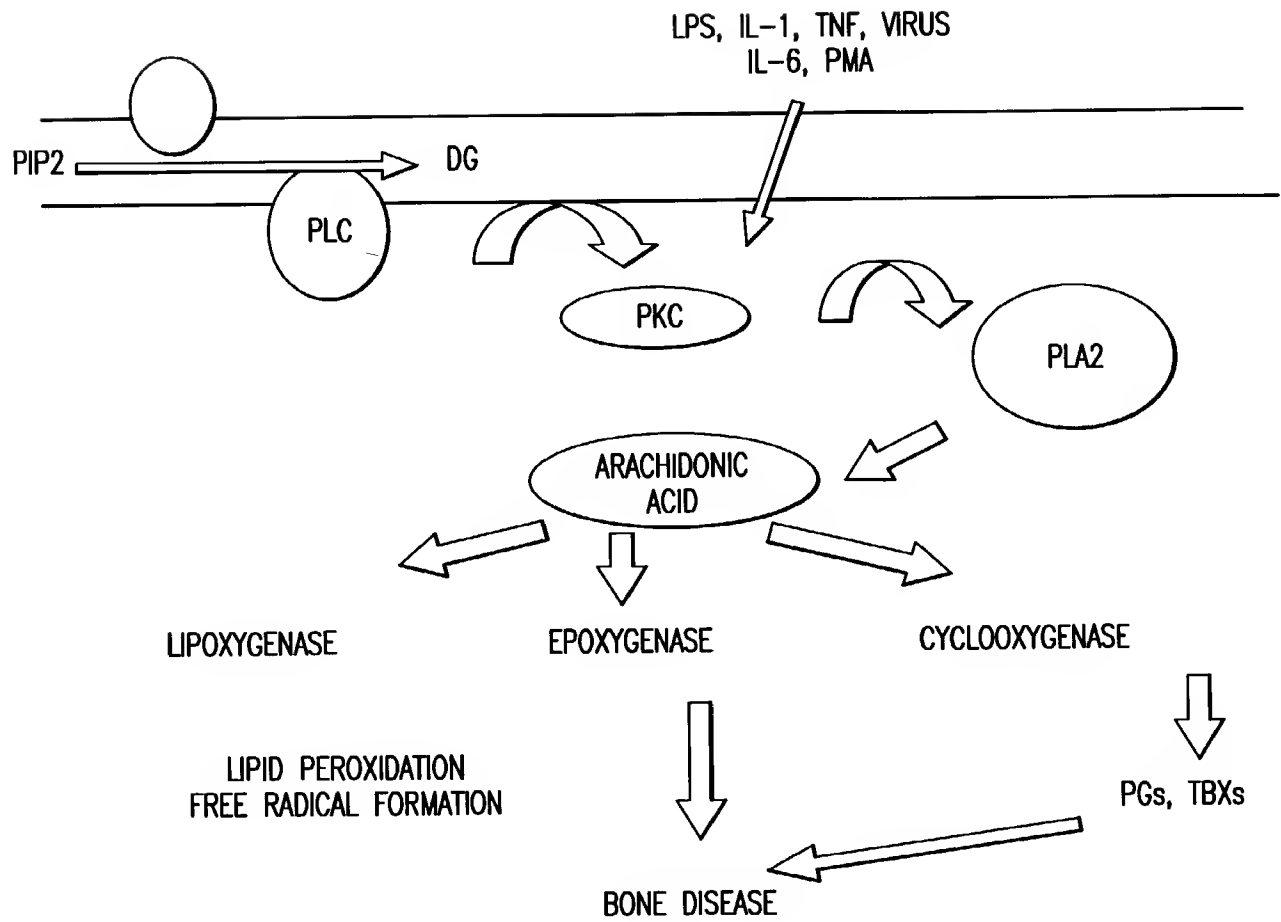 LPS, IL-1, TNF, VIRUS
IL-6, PMA
PIP2
DG
PLC
PKC
PLA2
ARACHIDONIC
ACID
LIPOXYGENASE
EPOXYGENASE
CYCLOOXYGENASE
LIPID PEROXIDATION
FREE RADICAL FORMATION
PGs, TBXs
BONE DISEASE